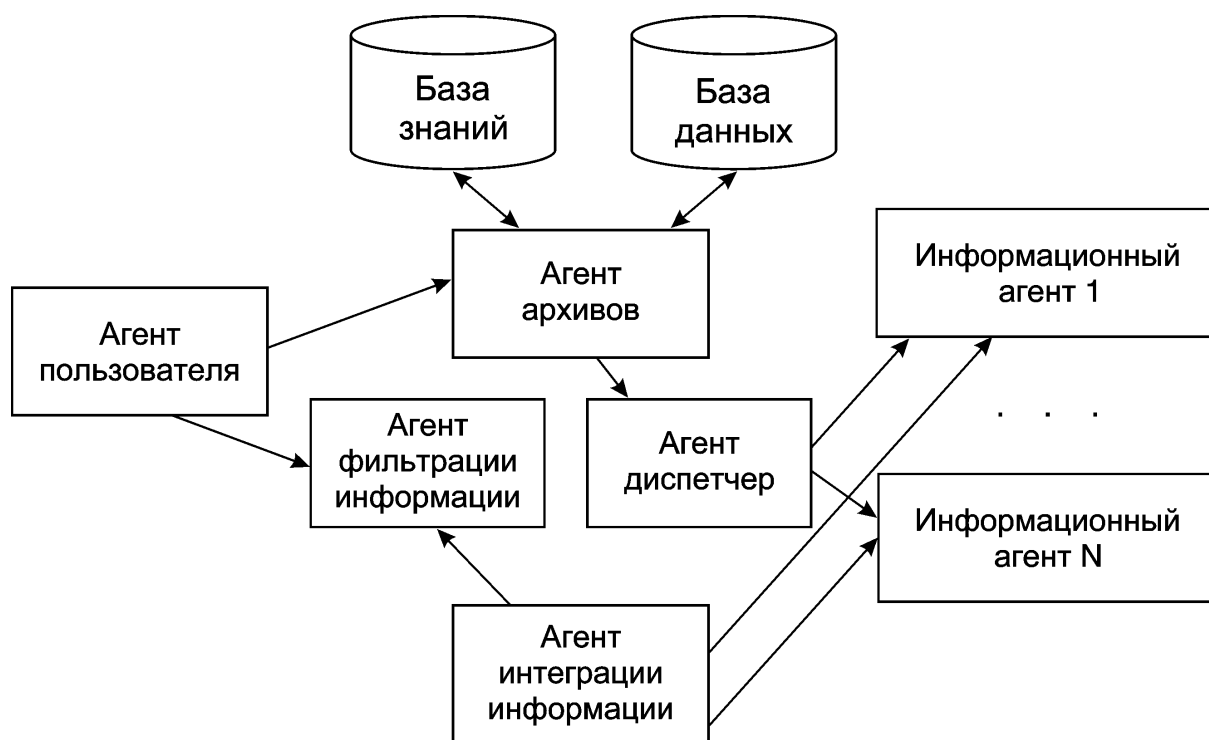 База
знаний
База
данных
Агент
архивов
Информационный
агент 1
Агент
пользователя
. . .
Агент
фильтрации
информации
Агент
диспетчер
Информационный
агент N
Агент
интеграции
информации